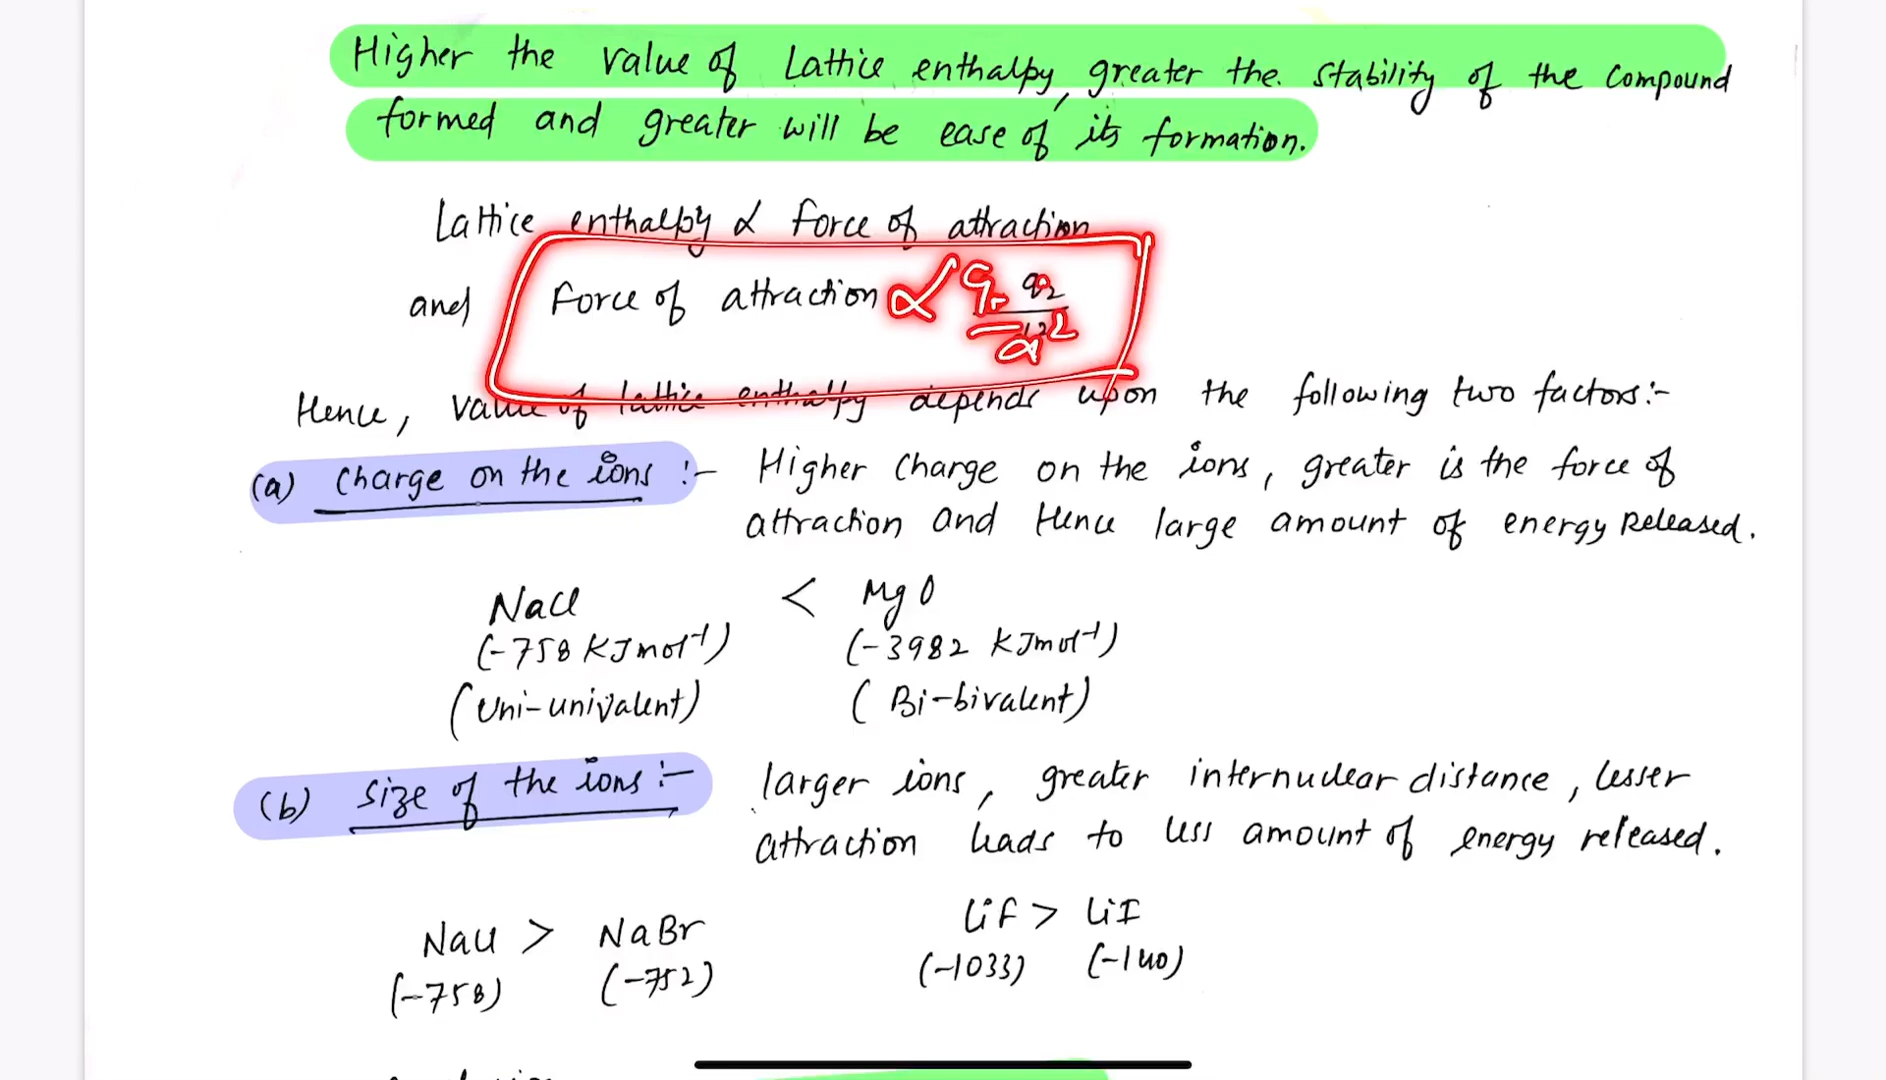 Higher the value of Lattice enthalpy, greater the stability of the compound
formed and greater will be ease of its formation.
Lattice enthalpy α force of attraction
and Force of attraction α q₁ q₂ / d²
Hence, value of lattice enthalpy depends upon the following two factors:-
(a) charge on the ions :- Higher charge on the ions, greater is the force of
attraction and Hence large amount of energy released.
NaCl < MgO
(-758 KJmol⁻¹) (-3982 KJmol⁻¹)
(Uni-univalent) (Bi-bivalent)
(b) size of the ions :- larger ions, greater internuclear distance, lesser
attraction leads to less amount of energy released.
NaCl > NaBr LiF > LiI
(-758) (-752) (-1033) (-140)